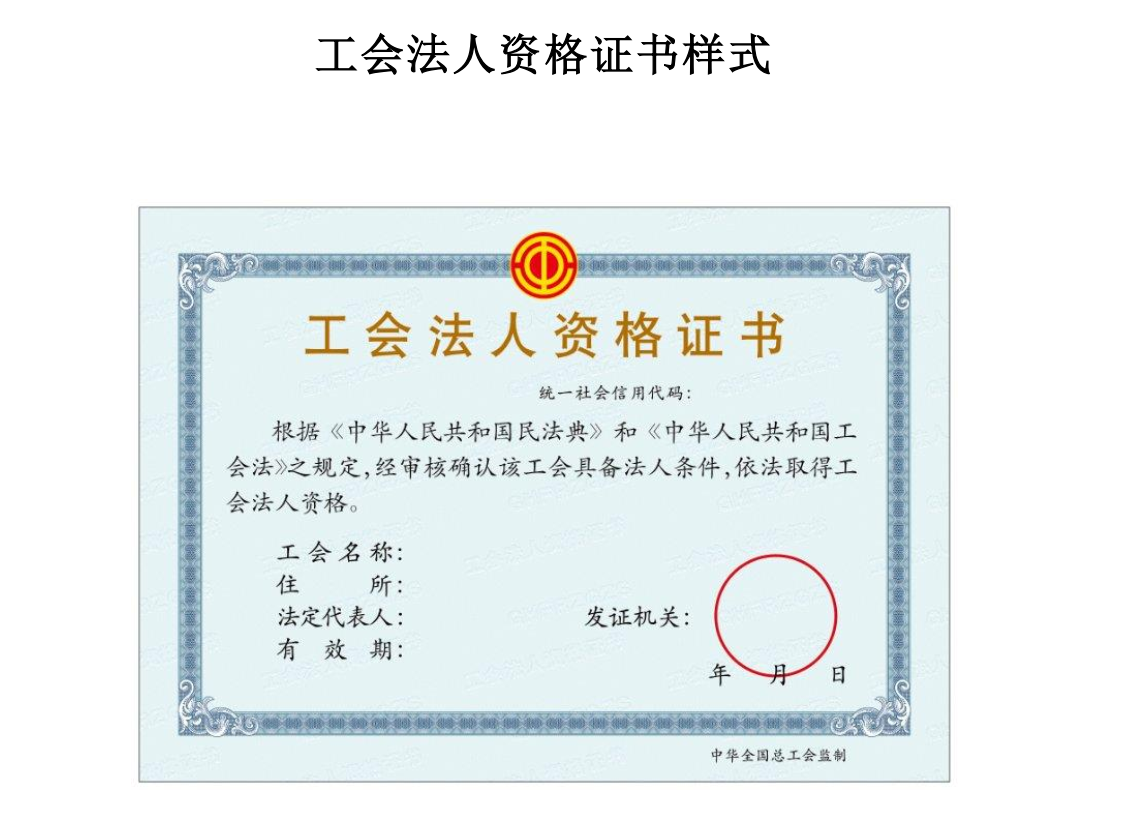 工会法人资格证书样式
工会法人资格证书
统一社会信用代码：
根据《中华人民共和国民法典》和《中华人民共和国工
会法》之规定，经审核确认该工会具备法人条件，依法取得工
会法人资格。
工会名称：
住所：
法定代表人：
发证机关：
有效期：
年 月 日
中华全国总工会监制